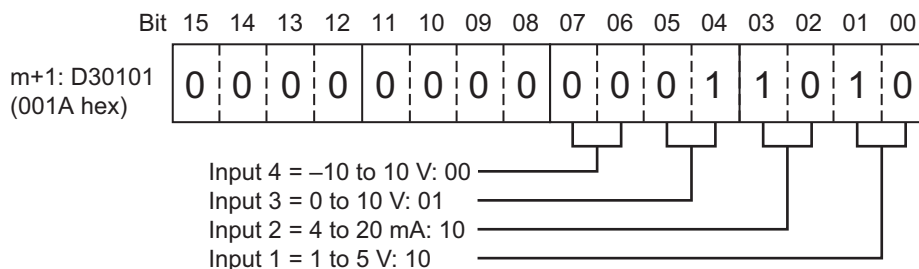 Bit 15 14 13 12 11 10 09 08 07 06 05 04 03 02 01 00
m+1: D30101 0 0 0 0 0 0 0 0 0 0 0 1 1 0 1 0
(001A hex)
Input 4 = –10 to 10 V: 00
Input 3 = 0 to 10 V: 01
Input 2 = 4 to 20 mA: 10
Input 1 = 1 to 5 V: 10